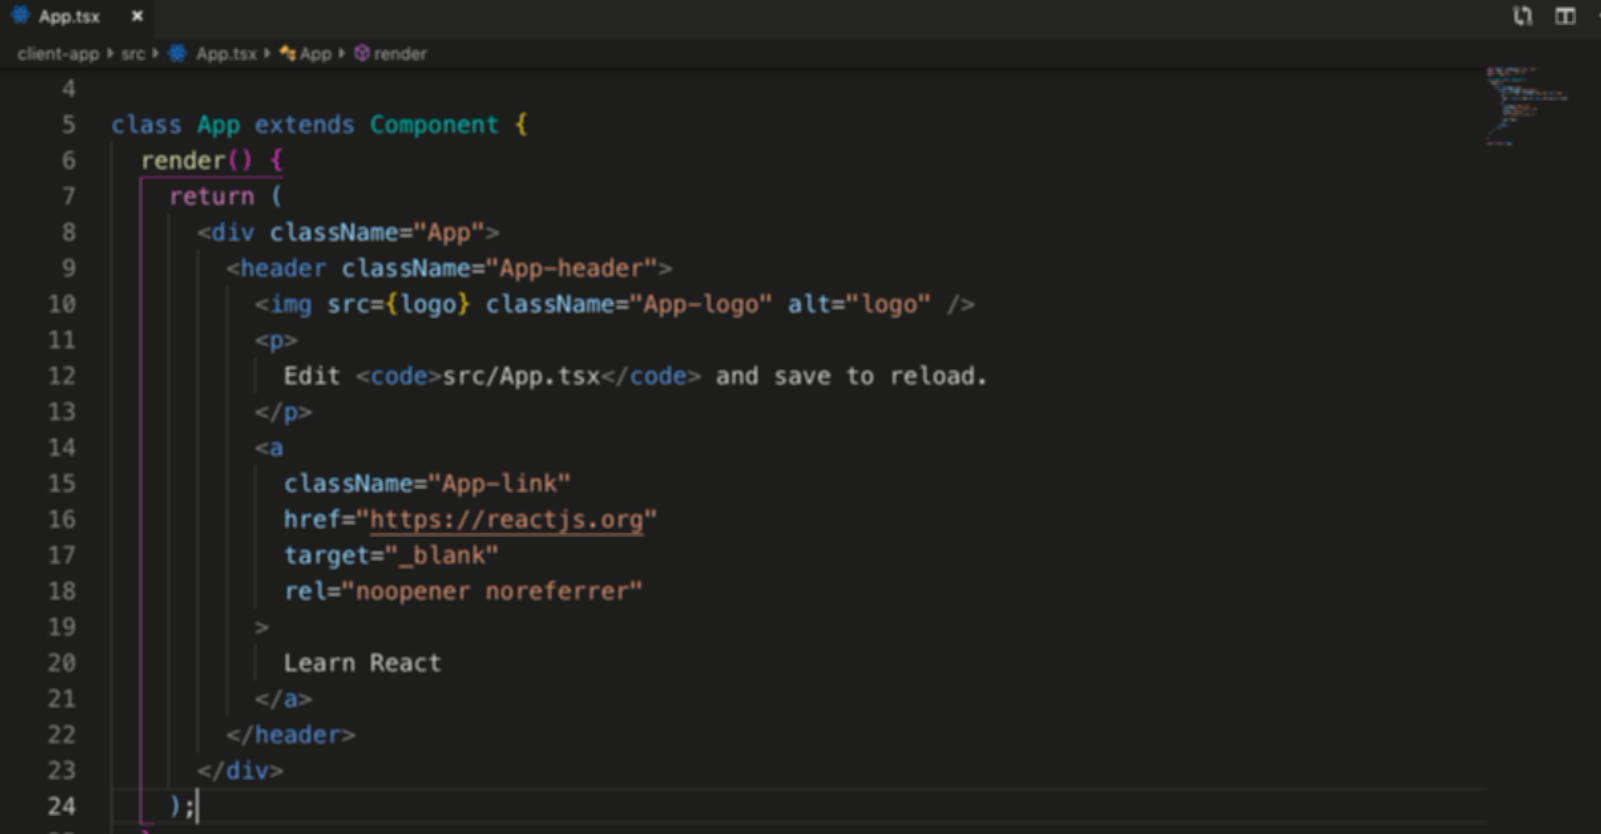 App.tsx ×
client-app src App.tsx App render
4
5 class App extends Component {
6 render() {
7 return (
8 <div className="App">
9 <header className="App-header">
10 <img src={logo} className="App-logo" alt="logo" />
11 <p>
12 Edit <code>src/App.tsx</code> and save to reload.
13 </p>
14 <a
15 className="App-link"
16 href="https://reactjs.org"
17 target="_blank"
18 rel="noopener noreferrer"
19 >
20 Learn React
21 </a>
22 </header>
23 </div>
24 );